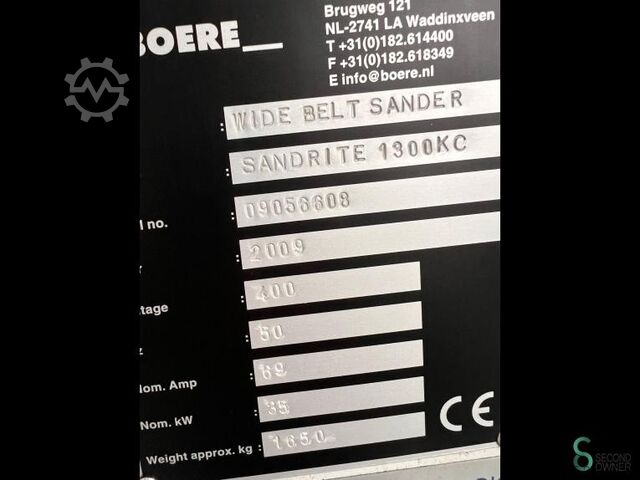 BOERE
Brugweg 121
NL-2741 LA Waddinxveen
T +31(0)182.614400
F +31(0)182.618349
E info@boere.nl
: WIDE BELT SANDER
: SANDRITE 1300KC
l no. : 09056608
: 2009
tage : 400
z : 50
Nom. Amp : 69
Nom. kW : 35
Weight approx. kg : 1650
CE
SECOND
OWNER